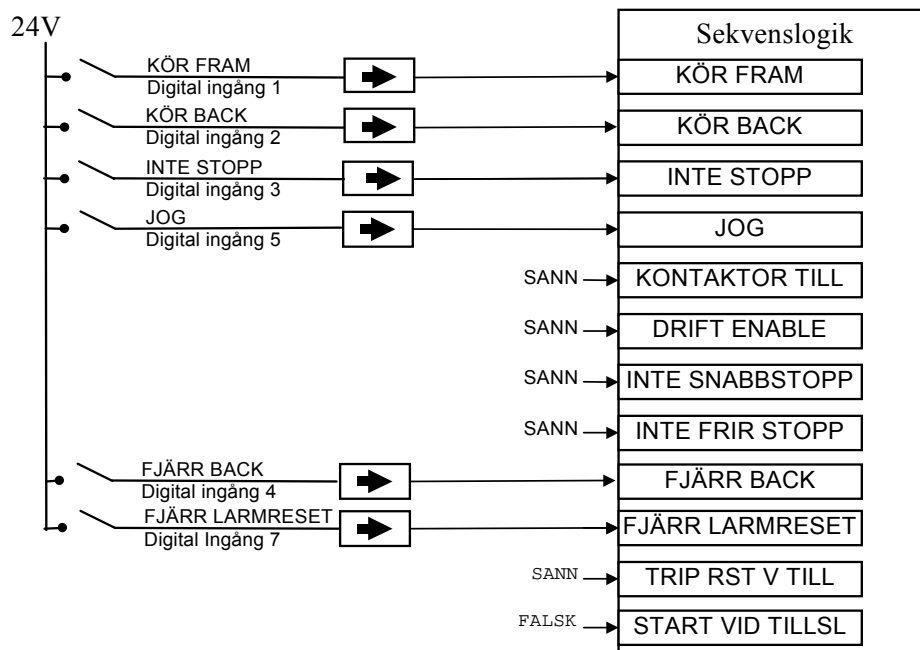 24V
Sekvenslogik
KÖR FRAM
Digital ingång 1
KÖR FRAM
KÖR BACK
Digital ingång 2
KÖR BACK
INTE STOPP
Digital ingång 3
INTE STOPP
JOG
Digital ingång 5
JOG
SANN
KONTAKTOR TILL
SANN
DRIFT ENABLE
SANN
INTE SNABBSTOPP
SANN
INTE FRIR STOPP
FJÄRR BACK
Digital ingång 4
FJÄRR BACK
FJÄRR LARMRESET
Digital Ingång 7
FJÄRR LARMRESET
SANN
TRIP RST V TILL
FALSK
START VID TILLSL